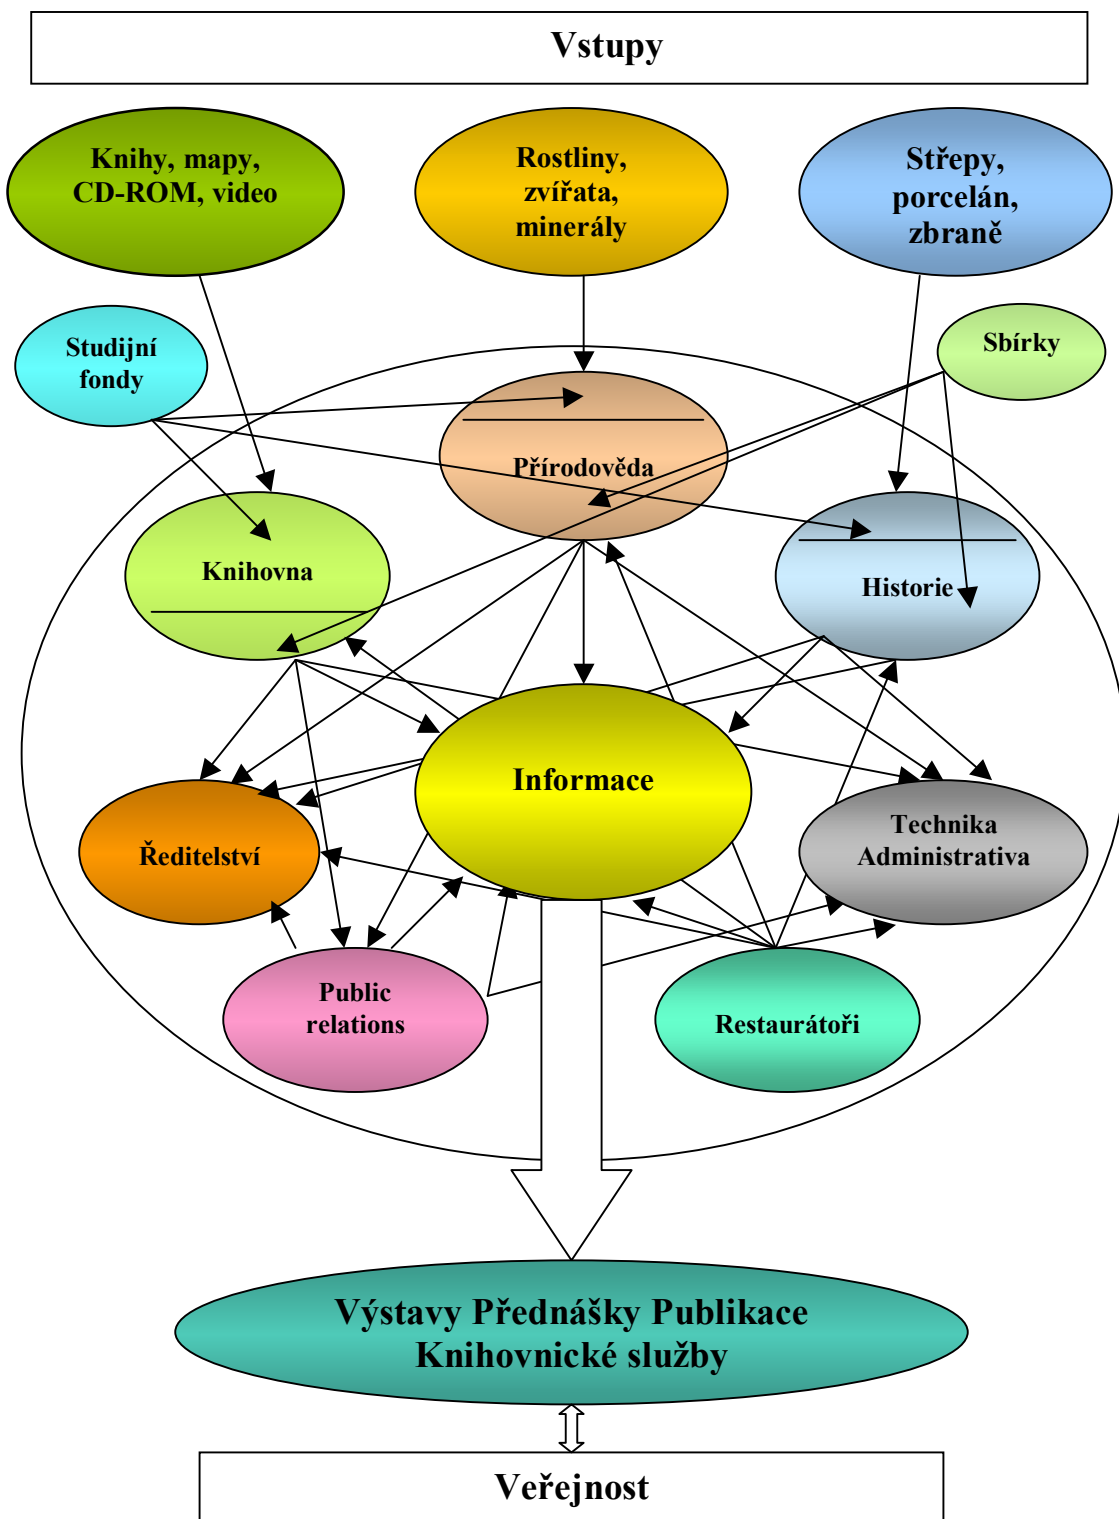 Vstupy
Knihy, mapy,
CD-ROM, video
Rostliny,
zvířata,
minerály
Střepy,
porcelán,
zbraně
Studijní
fondy
Sbírky
Přírodověda
Knihovna
Historie
Informace
Ředitelství
Technika
Administrativa
Public
relations
Restaurátoři
Výstavy Přednášky Publikace
Knihovnické služby
Veřejnost